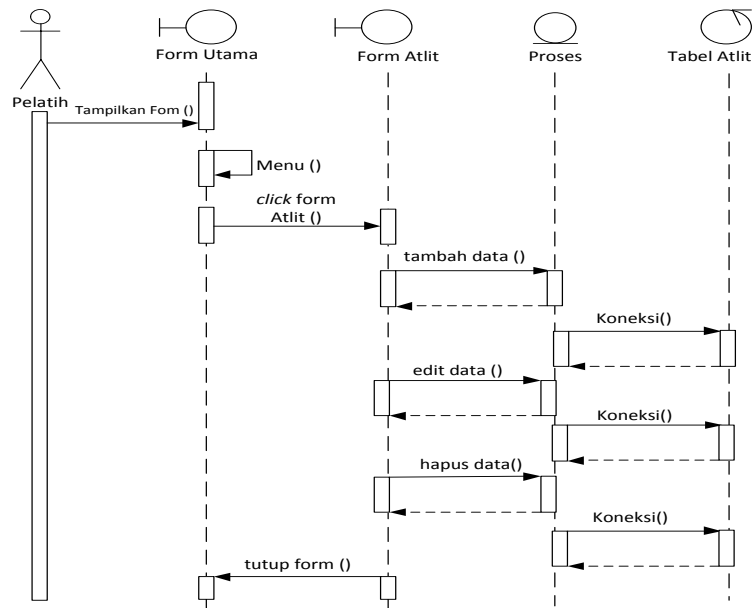 Form Utama
Form Atlit
Proses
Tabel Atlit
Pelatih
Tampilkan Fom ()
Menu ()
click form
Atlit ()
tambah data ()
Koneksi()
edit data ()
Koneksi()
hapus data()
Koneksi()
tutup form ()